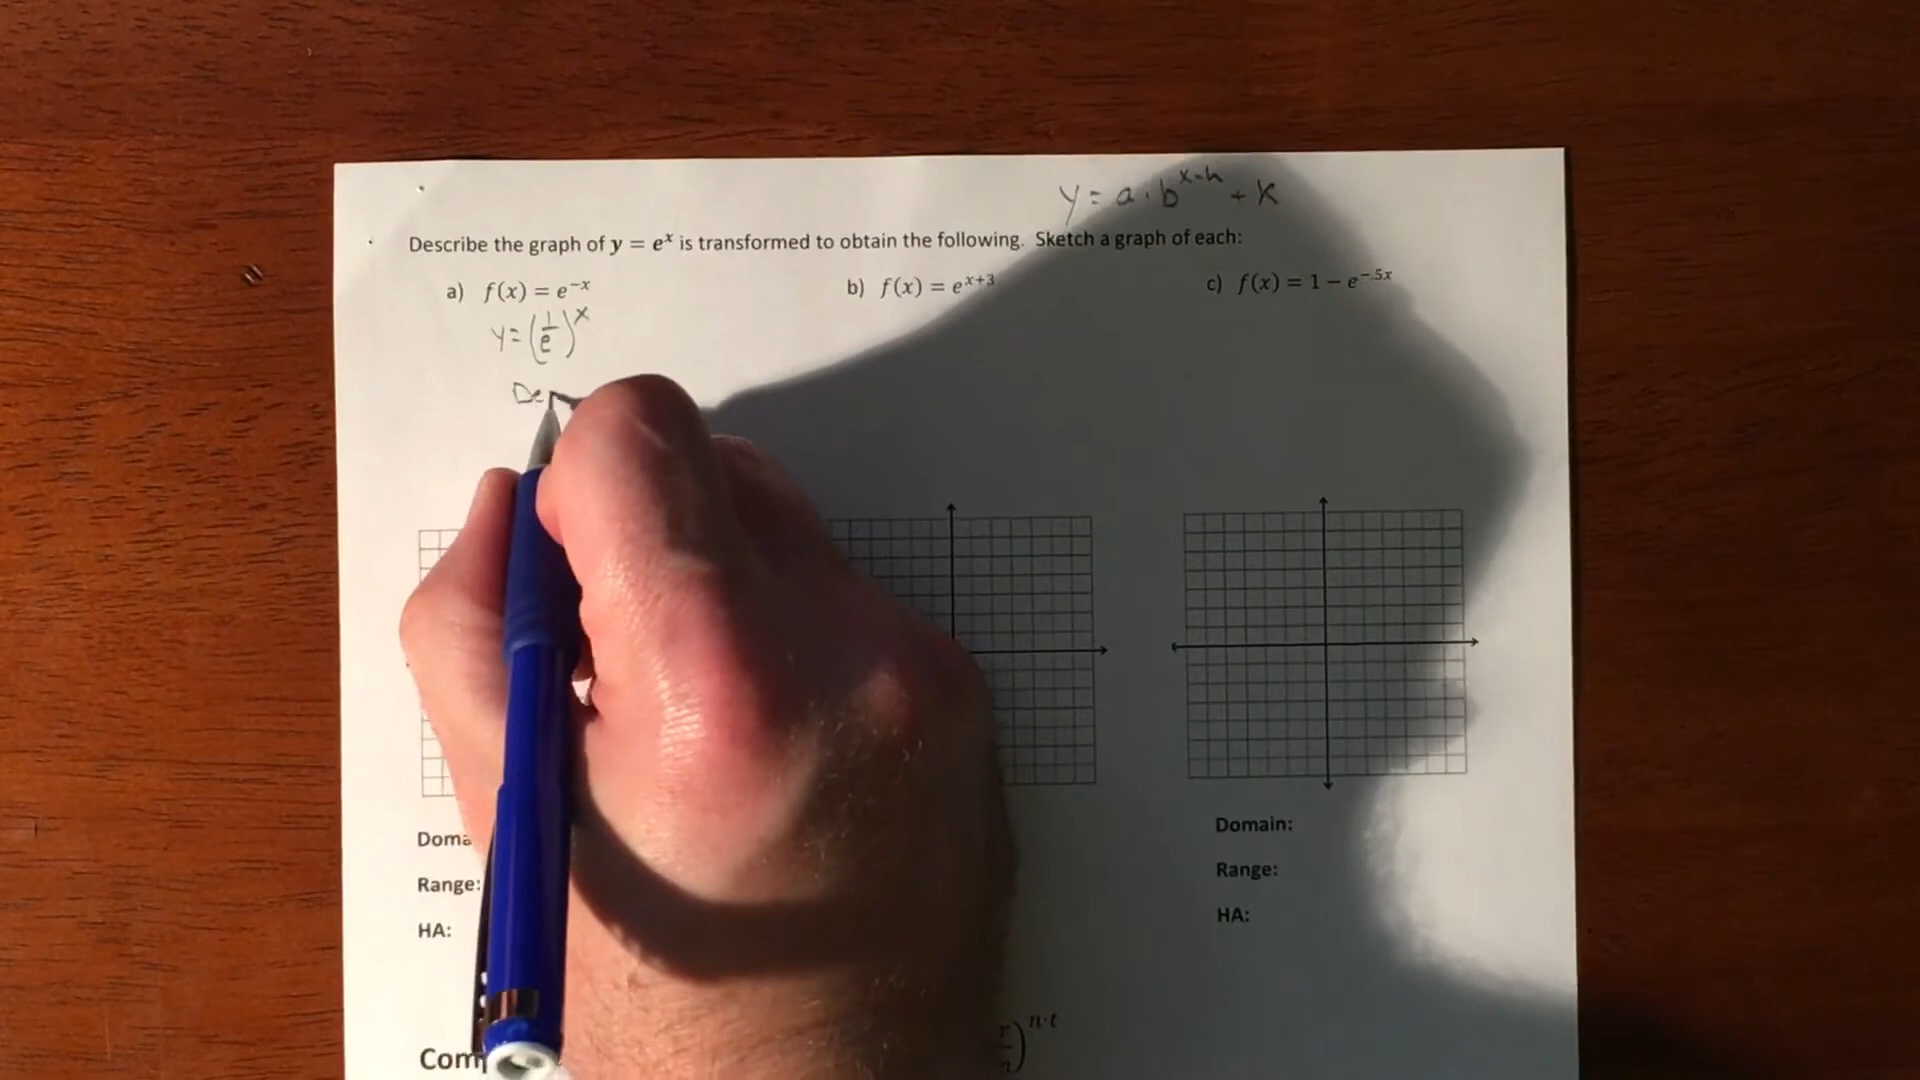 y = a · b^{x-h} + k
Describe the graph of y = e^x is transformed to obtain the following. Sketch a graph of each:
a) f(x) = e^{-x}
b) f(x) = e^{x+3}
c) f(x) = 1 − e^{-.5x}
y = (1/e)^x
De
Domain:
Range:
Range:
HA:
HA:
n·t